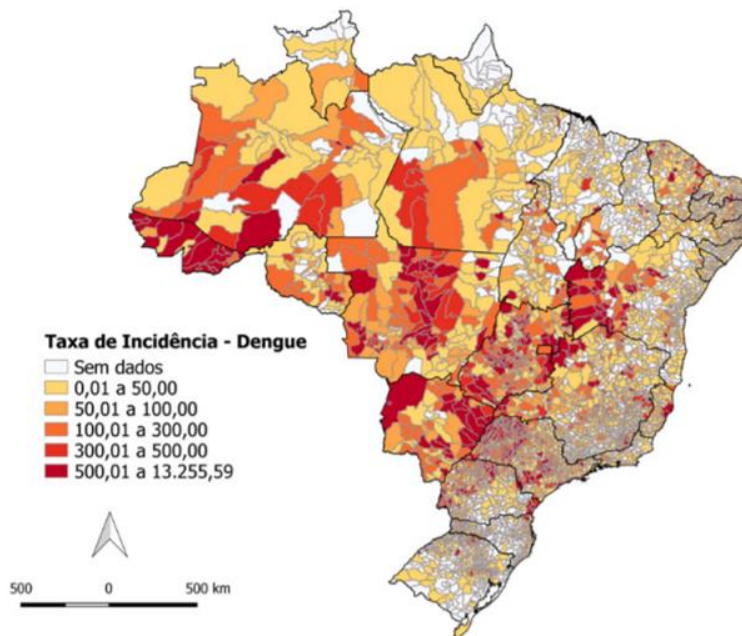 Taxa de Incidência - Dengue
Sem dados
0,01 a 50,00
50,01 a 100,00
100,01 a 300,00
300,01 a 500,00
500,01 a 13.255,59
500 0 500 km